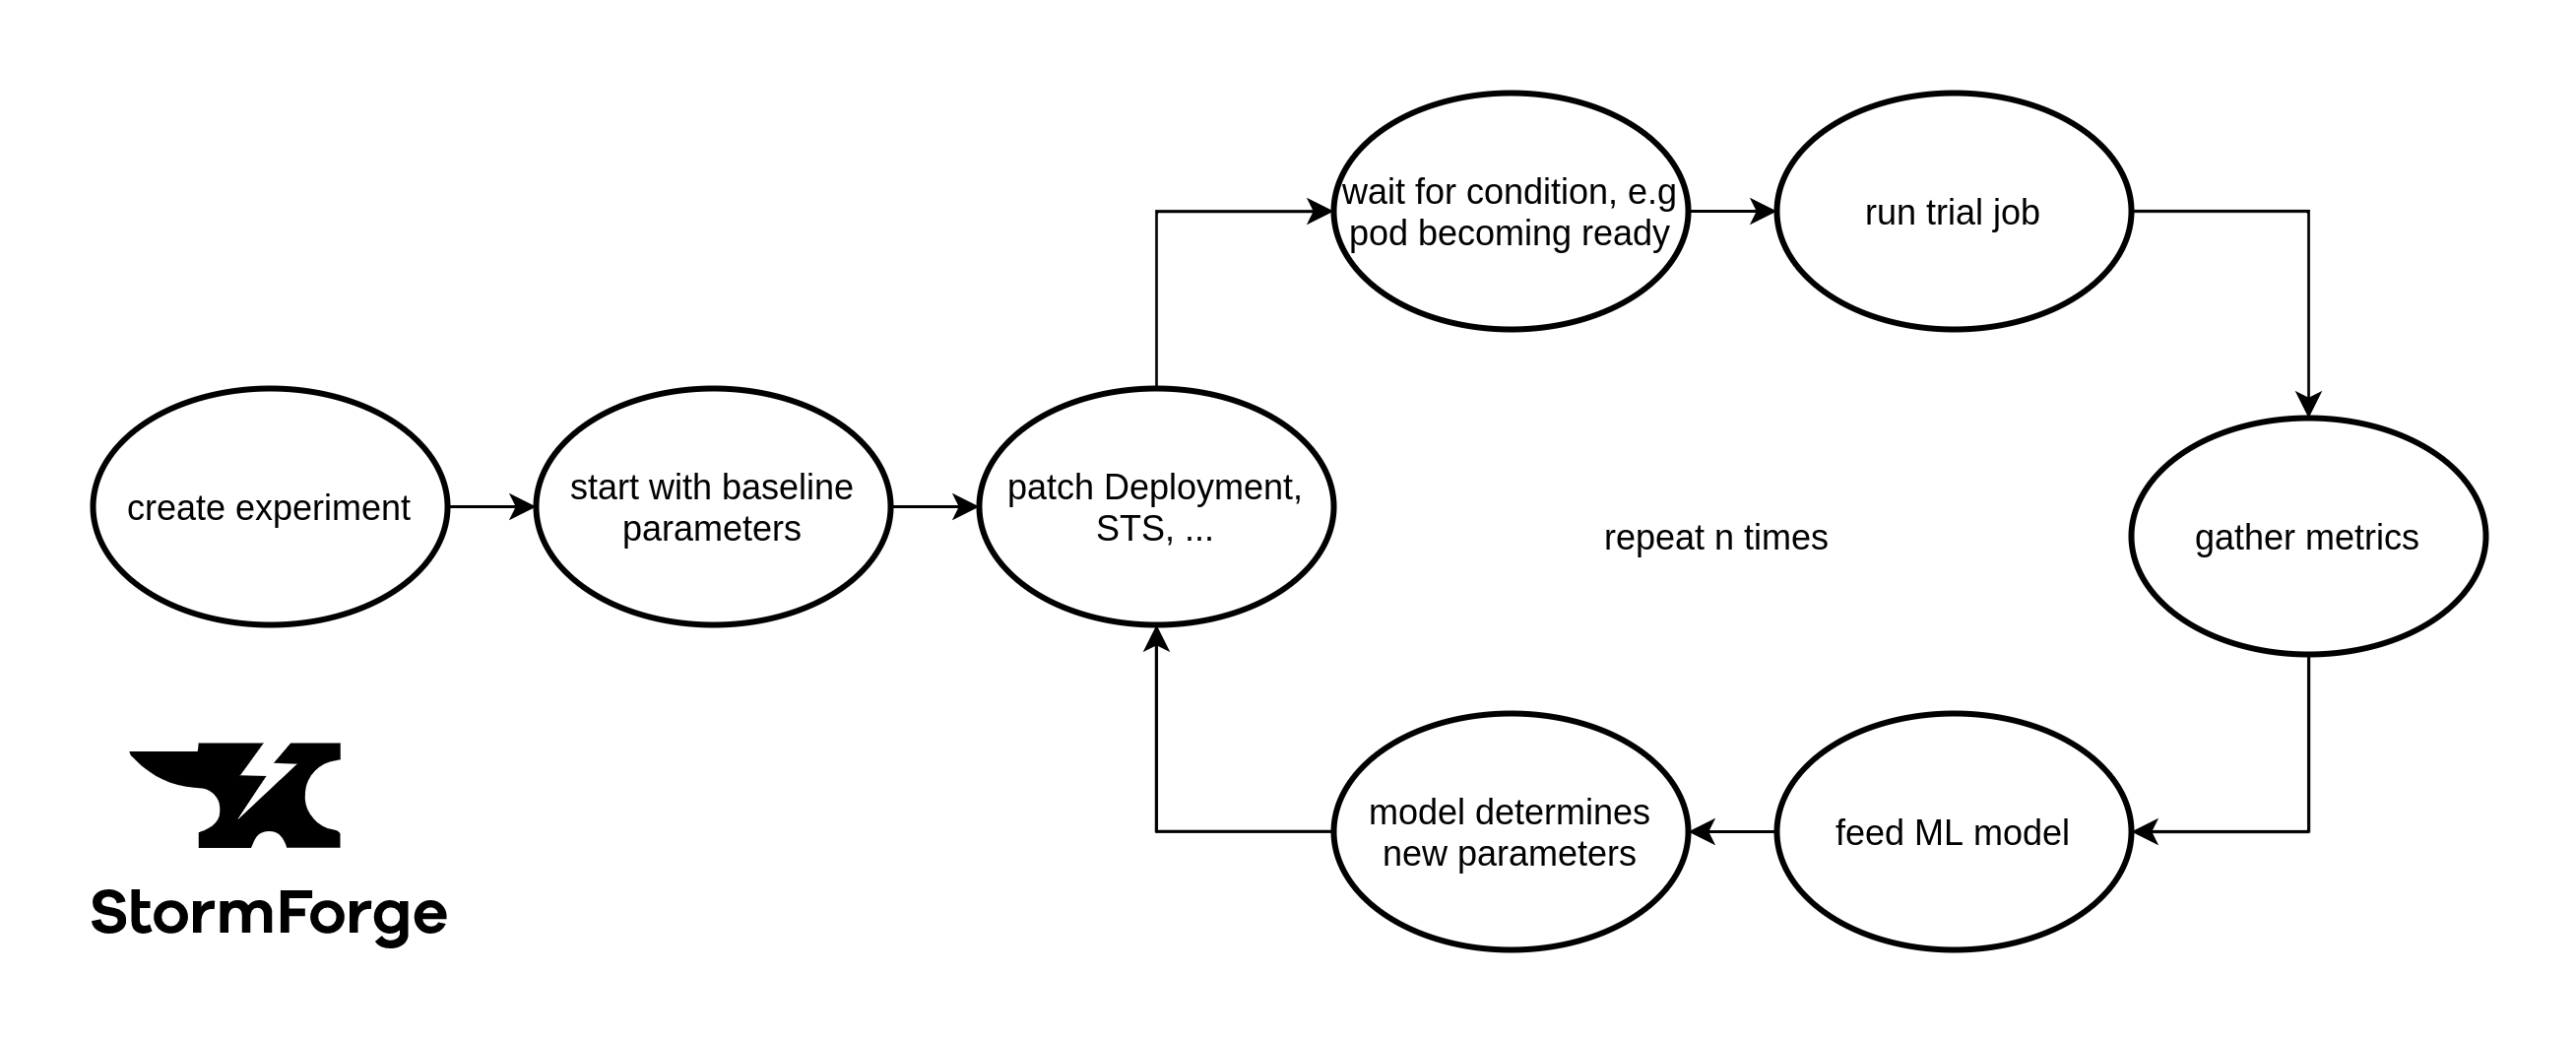 wait for condition, e.g
pod becoming ready
run trial job
create experiment
start with baseline
parameters
patch Deployment,
STS, ...
repeat n times
gather metrics
model determines
new parameters
feed ML model
StormForge